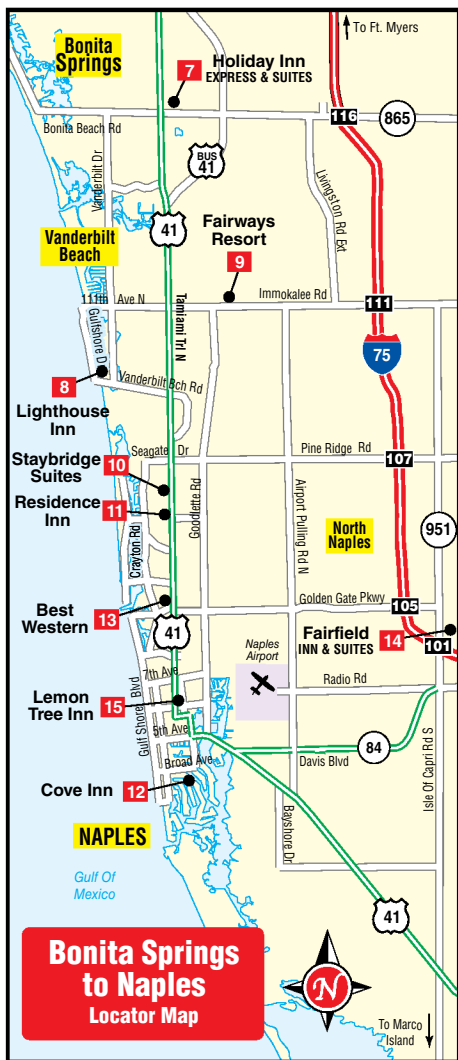 To Ft. Myers
Bonita
Springs
7
Holiday Inn
EXPRESS & SUITES
116
865
Bonita Beach Rd
BUS
41
Vanderbilt Dr
Livingston Rd Ext
41
Vanderbilt
Beach
Fairways
Resort
9
Tamiami Trl N
111th Ave N
Immokalee Rd
111
Gulfshore D
75
8
Vanderbilt Bch Rd
Lighthouse
Inn
Seagate Dr
Pine Ridge Rd
107
Staybridge
Suites
10
Residence
Inn
11
Goodlette Rd
Airport Pulling Rd N
North
Naples
951
Crayton Rd
Golden Gate Pkwy
105
Best
Western
13
41
Fairfield
INN & SUITES
14
101
Naples
Airport
7th Ave
Radio Rd
Gulf Shores Blvd
Lemon
Tree Inn
15
5th Ave
84
Davis Blvd
Isle Of Capri Rd S
Broad Ave
Cove Inn
12
Bayshore Dr
NAPLES
Gulf Of
Mexico
41
Bonita Springs
to Naples
Locator Map
N
To Marco
Island